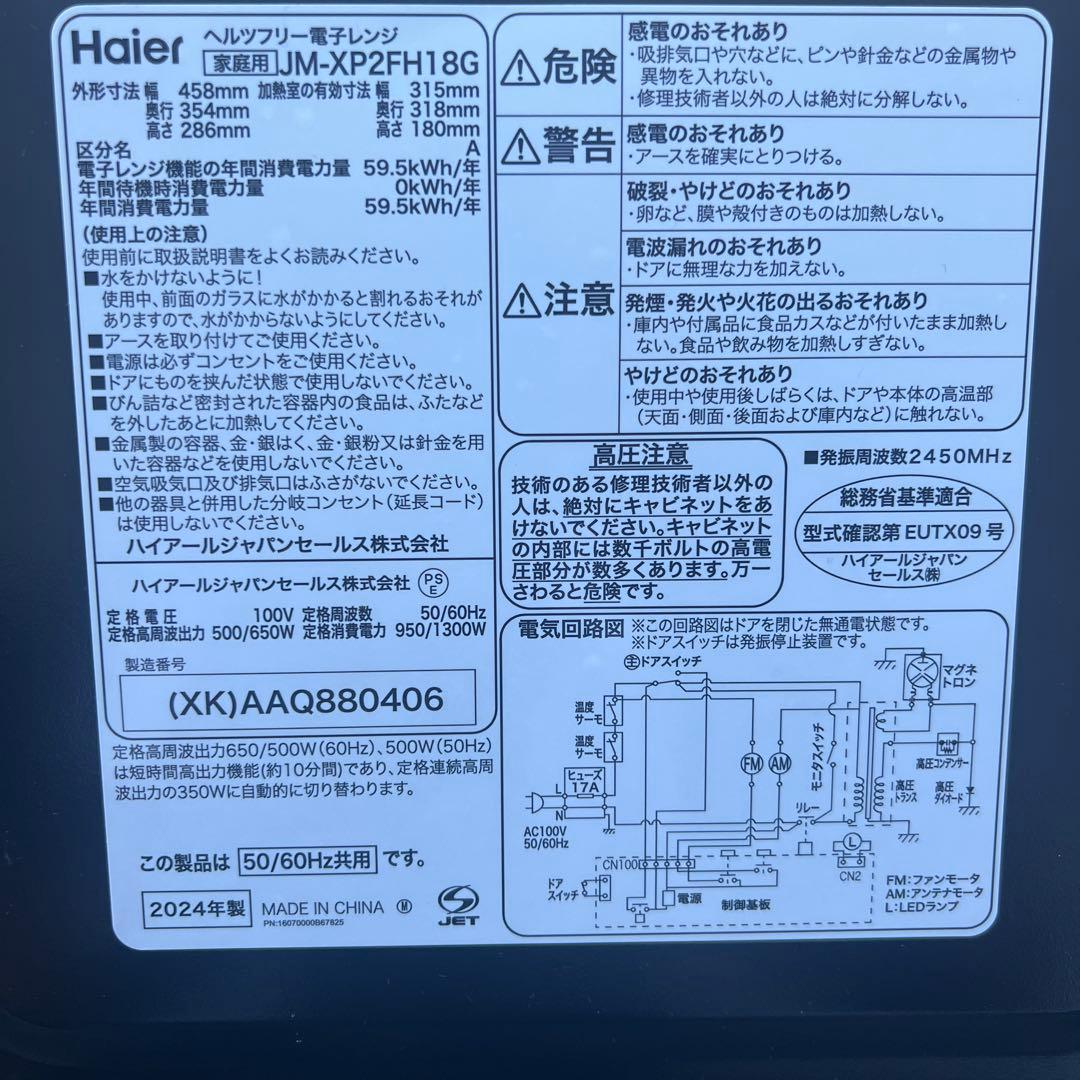 Haier
ヘルツフリー電子レンジ
家庭用 JM-XP2FH18G
外形寸法 幅 458mm 加熱室の有効寸法 幅 315mm
奥行 354mm 奥行 318mm
高さ 286mm 高さ 180mm
区分名 A
電子レンジ機能の年間消費電力量 59.5kWh/年
年間待機時消費電力量 0kWh/年
年間消費電力量 59.5kWh/年
(使用上の注意)
使用前に取扱説明書をよくお読みください。
■水をかけないように!
使用中、前面のガラスに水がかかると割れるおそれが
ありますので、水がかからないようにしてください。
■アースを取り付けてご使用ください。
■電源は必ずコンセントをご使用ください。
■ドアにものを挟んだ状態で使用しないでください。
■びん詰など密封された容器内の食品は、ふたなど
を外したあとに加熱してください。
■金属製の容器、金・銀はく、金・銀粉又は針金を用
いた容器などを使用しないでください。
■空気吸気口及び排気口はふさがないでください。
■他の器具と併用した分岐コンセント(延長コード)
は使用しないでください。
ハイアールジャパンセールス株式会社
ハイアールジャパンセールス株式会社 PSE
定格電圧 100V 定格周波数 50/60Hz
定格高周波出力 500/650W 定格消費電力 950/1300W
製造番号
(XK)AAQ880406
定格高周波出力650/500W(60Hz)、500W(50Hz)
は短時間高出力機能(約10分間)であり、定格連続高周
波出力の350Wに自動的に切り替わります。
この製品は 50/60Hz共用 です。
2024年製 MADE IN CHINA Ⓜ
PN:16070000B67825
JET
危険
感電のおそれあり
・吸排気口や穴などに、ピンや針金などの金属物や
異物を入れない。
・修理技術者以外の人は絶対に分解しない。
警告
感電のおそれあり
・アースを確実にとりつける。
注意
破裂・やけどのおそれあり
・卵など、膜や殻付きのものは加熱しない。
電波漏れのおそれあり
・ドアに無理な力を加えない。
発煙・発火や火花の出るおそれあり
・庫内や付属品に食品カスなどが付いたまま加熱し
ない。食品や飲み物を加熱しすぎない。
やけどのおそれあり
・使用中や使用後しばらくは、ドアや本体の高温部
(天面・側面・後面および庫内など)に触れない。
高圧注意
技術のある修理技術者以外の
人は、絶対にキャビネットをあ
けないでください。キャビネット
の内部には数千ボルトの高電
圧部分が数多くあります。万一
さわると危険です。
■発振周波数2450MHz
総務省基準適合
型式確認第EUTX09号
ハイアールジャパン
セールス㈱
電気回路図 ※この回路図はドアを閉じた無通電状態です。
※ドアスイッチは発振停止装置です。
主ドアスイッチ
マグネ
トロン
温度
サーモ
温度
サーモ
FM
AM
モニタスイッチ
高圧コンデンサー
ヒューズ
17A
高圧
トランス
高圧
ダイオード
L
N
リレー
AC100V
50/60Hz
L
CN100
CN2
ドア
スイッチ
電源
制御基板
FM:ファンモータ
AM:アンテナモータ
L:LEDランプ